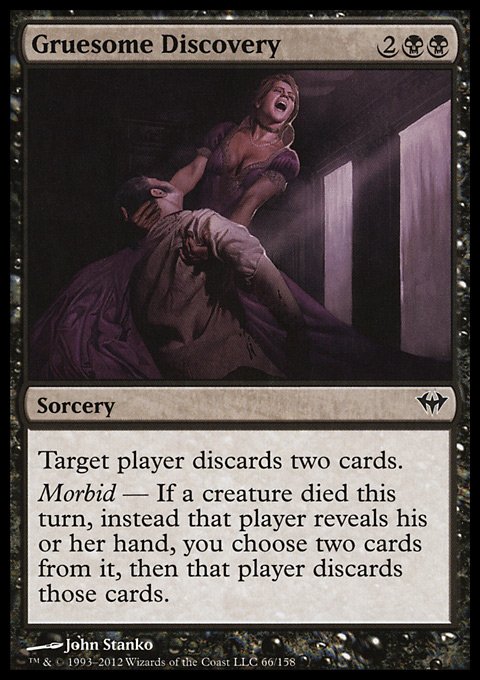 Gruesome Discovery 2
Sorcery
Target player discards two cards.
Morbid — If a creature died this
turn, instead that player reveals his
or her hand, you choose two cards
from it, then that player discards
those cards.
John Stanko
™ & © 1993–2012 Wizards of the Coast LLC 66/158